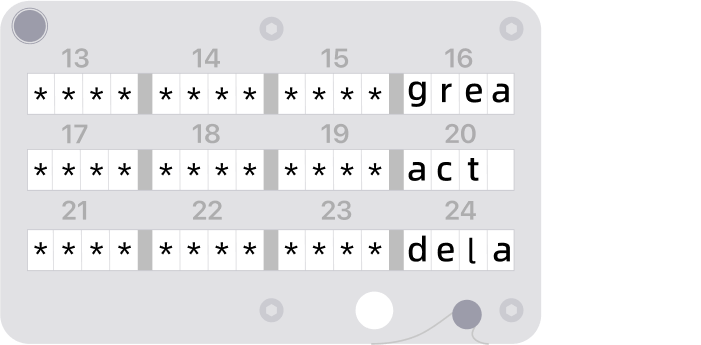 13 14 15 16
**** **** **** grea
17 18 19 20
**** **** **** act
21 22 23 24
**** **** **** dela